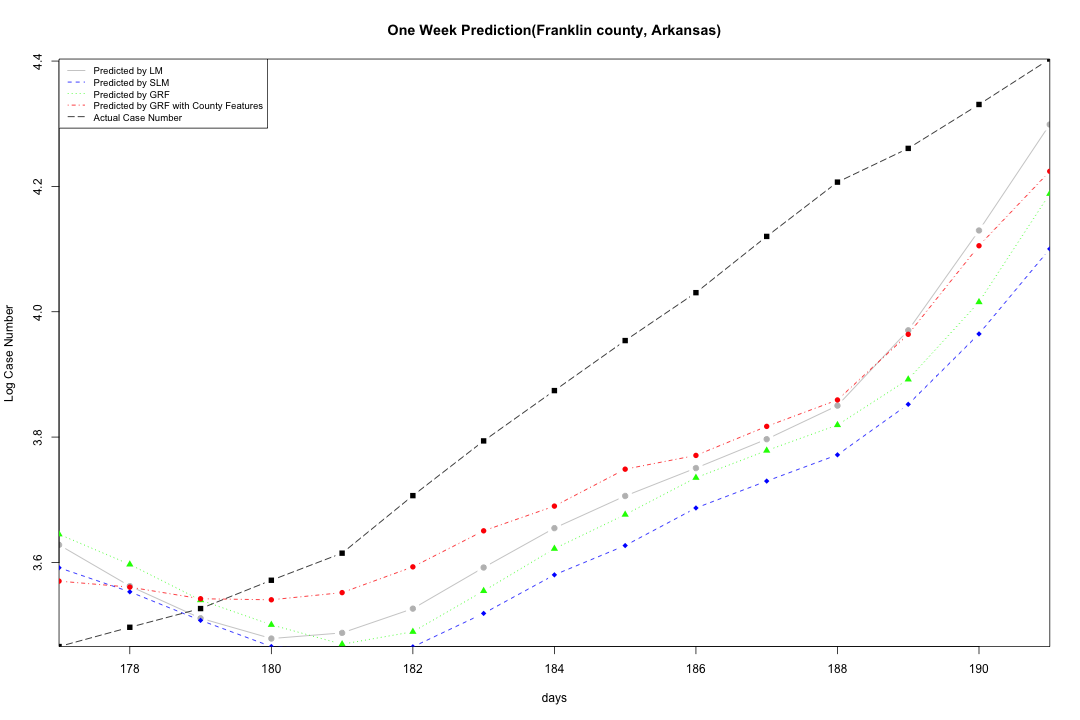 One Week Prediction(Franklin county, Arkansas)
Predicted by LM
Predicted by SLM
Predicted by GRF
Predicted by GRF with County Features
Actual Case Number
4.4
4.2
4.0
3.8
3.6
Log Case Number
178
180
182
184
186
188
190
days